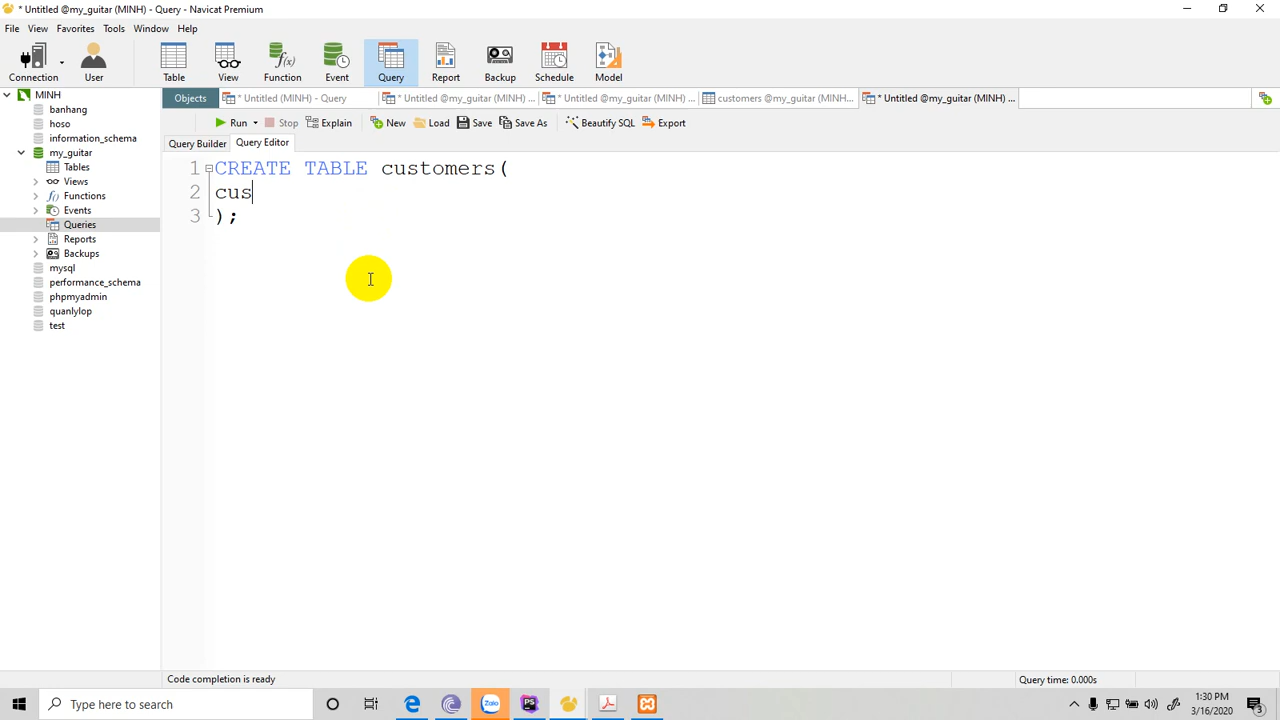 * Untitled @my_guitar (MINH) - Query - Navicat Premium
File View Favorites Tools Window Help
Connection User Table View Function Event Query Report Backup Schedule Model
MINH
banhang
hoso
information_schema
my_guitar
Tables
Views
Functions
Events
Queries
Reports
Backups
mysql
performance_schema
phpmyadmin
quanlylop
test
Objects * Untitled (MINH) - Query * Untitled @my_guitar (MINH) ... * Untitled @my_guitar (MINH) ... customers @my_guitar (MINH... * Untitled @my_guitar (MINH) ...
Run Stop Explain New Load Save Save As Beautify SQL Export
Query Builder Query Editor
1 CREATE TABLE customers(
2 cus
3 );
Code completion is ready Query time: 0.000s
Type here to search Zalo PS 1:30 PM
3/16/2020 3